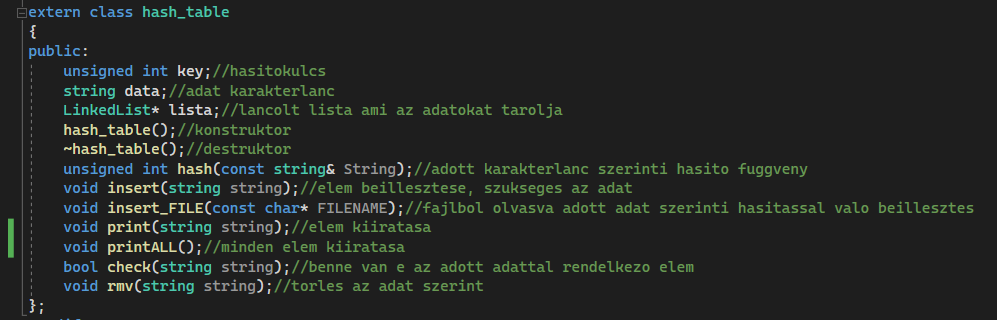 extern class hash_table
{
public:
unsigned int key;//hasitokulcs
string data;//adat karakterlanc
LinkedList* lista;//lancolt lista ami az adatokat tarolja
hash_table();//konstruktor
~hash_table();//destruktor
unsigned int hash(const string& String);//adott karakterlanc szerinti hasito fuggveny
void insert(string string);//elem beillesztese, szukseges az adat
void insert_FILE(const char* FILENAME);//fajlbol olvasva adott adat szerinti hasitassal valo beillesztes
void print(string string);//elem kiiratasa
void printALL();//minden elem kiiratasa
bool check(string string);//benne van e az adott adattal rendelkezo elem
void rmv(string string);//torles az adat szerint
};